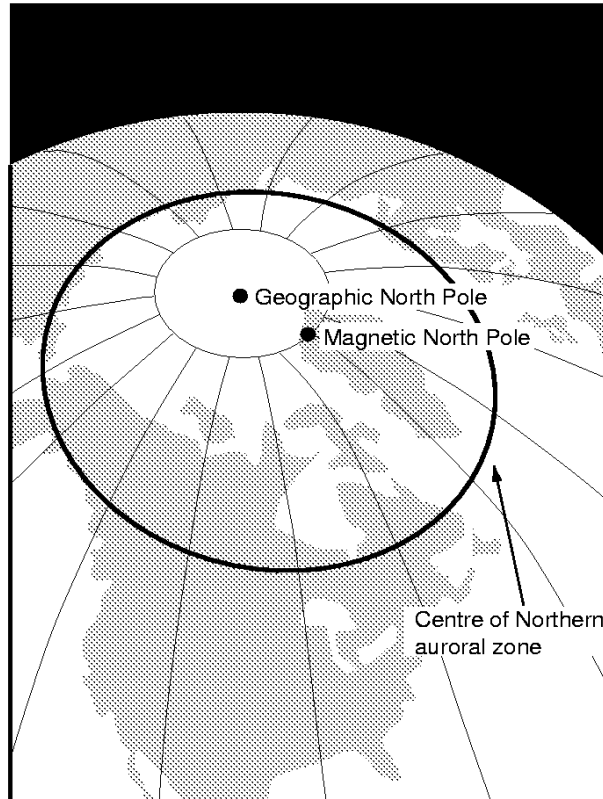 Geographic North Pole
Magnetic North Pole
Centre of Northern
auroral zone